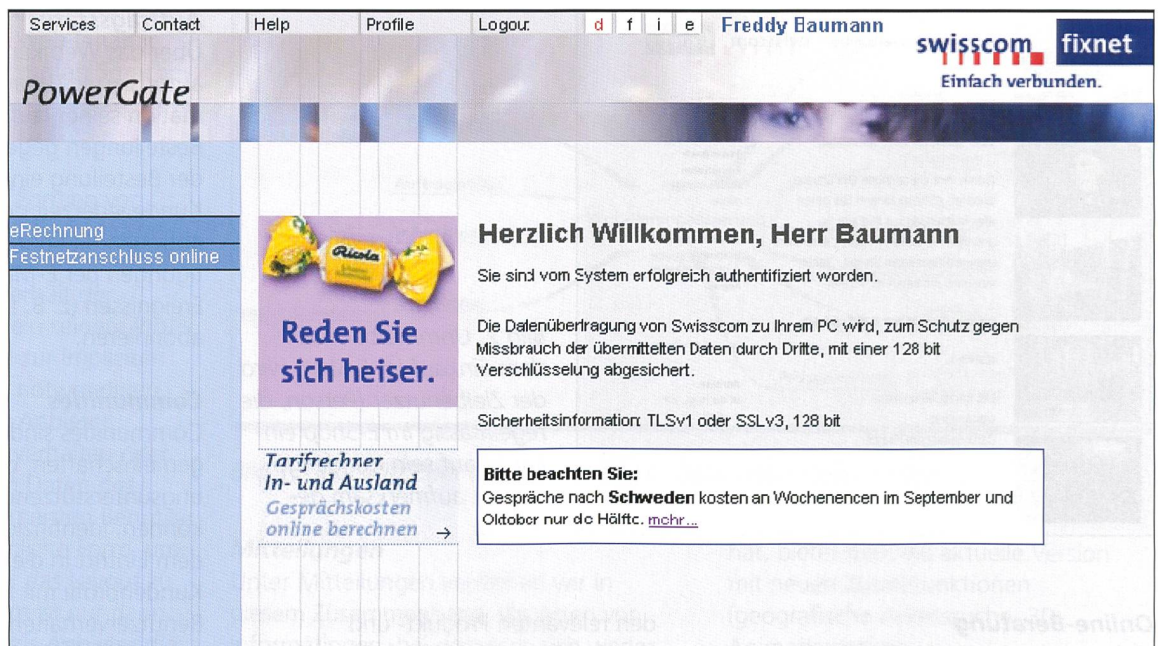 Services Contact Help Profile Logout d f i e Freddy Baumann
swisscom fixnet
Einfach verbunden.
PowerGate
eRechnung
Festnetzanschluss online
Ricola
Reden Sie
sich heiser.
Herzlich Willkommen, Herr Baumann
Sie sind vom System erfolgreich authentifiziert worden.
Die Datenübertragung von Swisscom zu Ihrem PC wird, zum Schutz gegen
Missbrauch der übermittelten Daten durch Dritte, mit einer 128 bit
Verschlüsselung abgesichert.
Sicherheitsinformation: TLSv1 oder SSLv3, 128 bit
Tarifrechner
In- und Ausland
Gesprächskosten
online berechnen →
Bitte beachten Sie:
Gespräche nach Schweden kosten an Wochenenden im September und
Oktober nur die Hälfte. mehr...